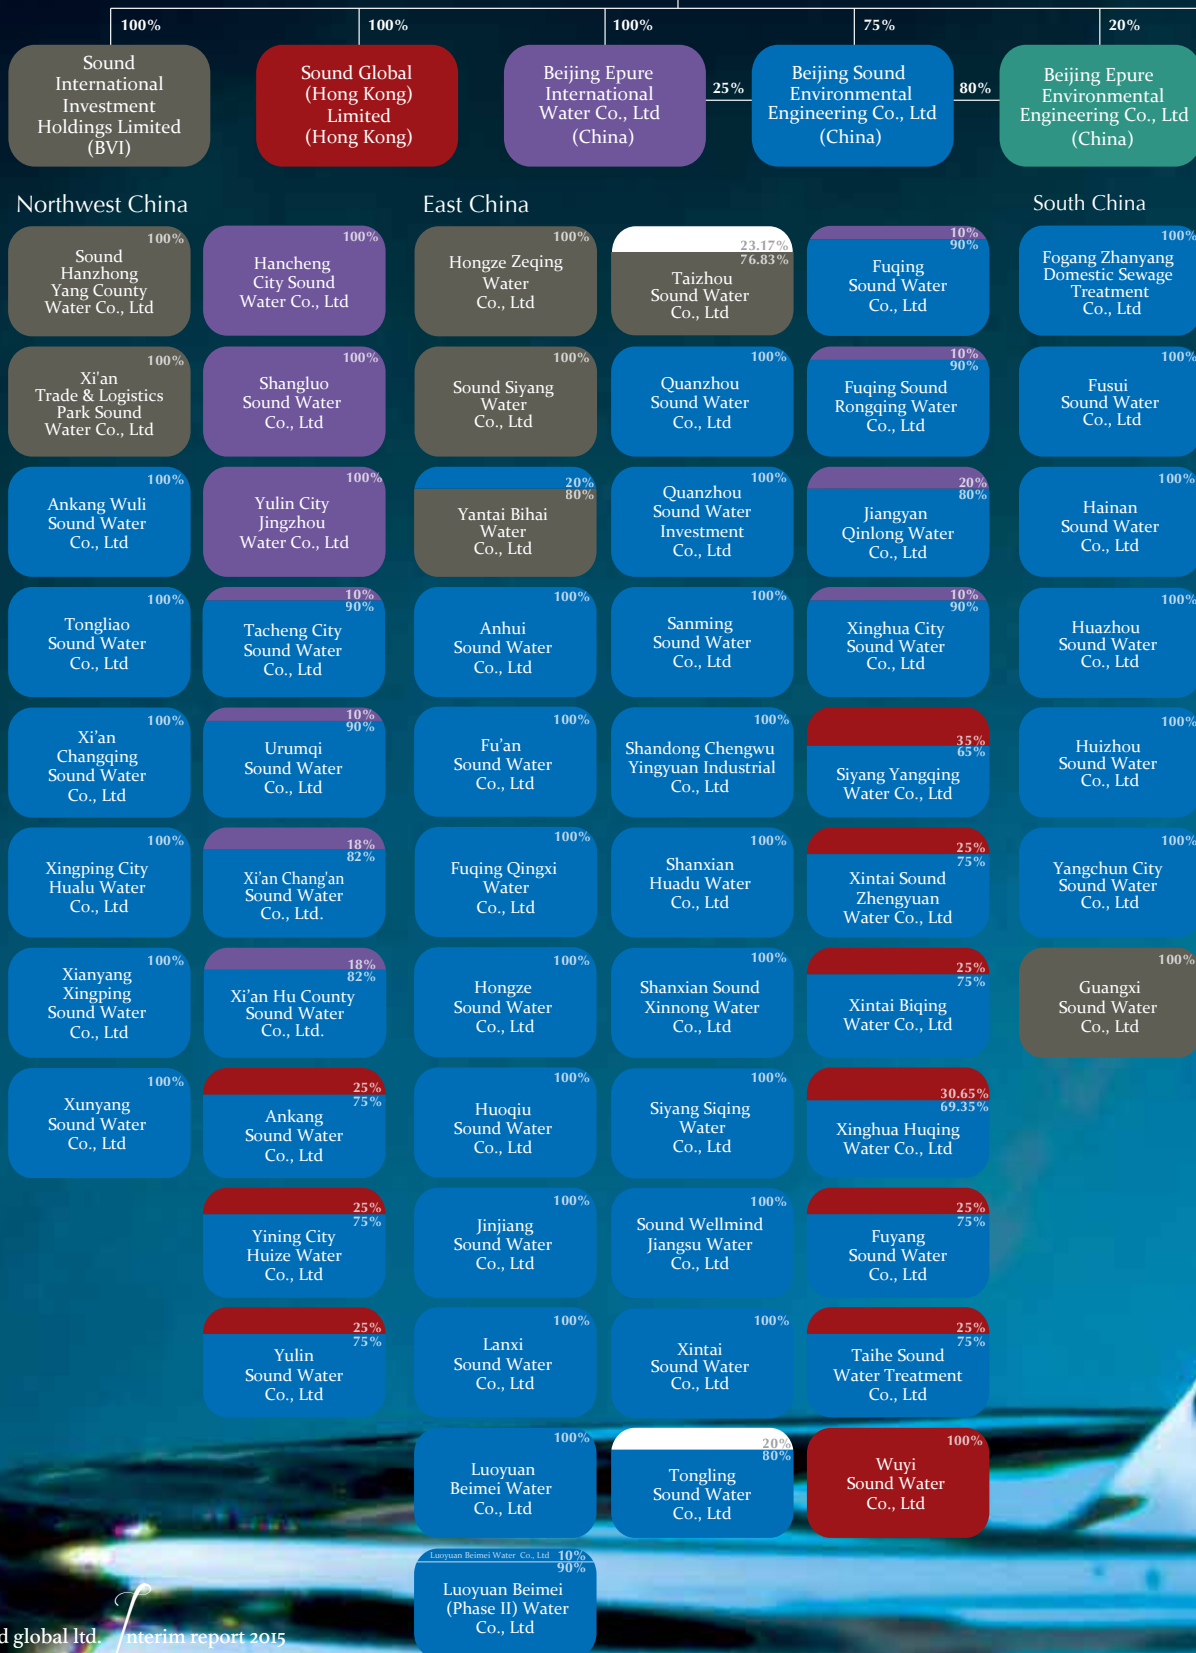 100%
100%
100%
75%
20%
Sound
International
Investment
Holdings Limited
(BVI)
Sound Global
(Hong Kong)
Limited
(Hong Kong)
Beijing Epure
International
Water Co., Ltd
(China)
25%
Beijing Sound
Environmental
Engineering Co., Ltd
(China)
80%
Beijing Epure
Environmental
Engineering Co., Ltd
(China)
Northwest China
100%
Sound
Hanzhong
Yang County
Water Co., Ltd
100%
Xi'an
Trade & Logistics
Park Sound
Water Co., Ltd
100%
Ankang Wuli
Sound Water
Co., Ltd
100%
Tongliao
Sound Water
Co., Ltd
100%
Xi’an
Changqing
Sound Water
Co., Ltd
100%
Xingping City
Hualu Water
Co., Ltd
100%
Xianyang
Xingping
Sound Water
Co., Ltd
100%
Xunyang
Sound Water
Co., Ltd
100%
Hancheng
City Sound
Water Co., Ltd
100%
Shangluo
Sound Water
Co., Ltd
100%
Yulin City
Jingzhou
Water Co., Ltd
10%
90%
Tacheng City
Sound Water
Co., Ltd
10%
90%
Urumqi
Sound Water
Co., Ltd
18%
82%
Xi’an Chang’an
Sound Water
Co., Ltd.
18%
82%
Xi’an Hu County
Sound Water
Co., Ltd.
25%
75%
Ankang
Sound Water
Co., Ltd
25%
75%
Yining City
Huize Water
Co., Ltd
25%
75%
Yulin
Sound Water
Co., Ltd
East China
100%
Hongze Zeqing
Water
Co., Ltd
100%
Sound Siyang
Water
Co., Ltd
20%
80%
Yantai Bihai
Water
Co., Ltd
100%
Anhui
Sound Water
Co., Ltd
100%
Fu’an
Sound Water
Co., Ltd
100%
Fuqing Qingxi
Water
Co., Ltd
100%
Hongze
Sound Water
Co., Ltd
100%
Huoqiu
Sound Water
Co., Ltd
100%
Jinjiang
Sound Water
Co., Ltd
100%
Lanxi
Sound Water
Co., Ltd
100%
Luoyuan
Beimei Water
Co., Ltd
Luoyuan Beimei Water Co., Ltd 10%
90%
Luoyuan Beimei
(Phase II) Water
Co., Ltd
23.17%
76.83%
Taizhou
Sound Water
Co., Ltd
100%
Quanzhou
Sound Water
Co., Ltd
100%
Quanzhou
Sound Water
Investment
Co., Ltd
100%
Sanming
Sound Water
Co., Ltd
100%
Shandong Chengwu
Yingyuan Industrial
Co., Ltd
100%
Shanxian
Huadu Water
Co., Ltd
100%
Shanxian Sound
Xinnong Water
Co., Ltd
100%
Siyang Siqing
Water
Co., Ltd
100%
Sound Wellmind
Jiangsu Water
Co., Ltd
100%
Xintai
Sound Water
Co., Ltd
20%
80%
Tongling
Sound Water
Co., Ltd
10%
90%
Fuqing
Sound Water
Co., Ltd
10%
90%
Fuqing Sound
Rongqing Water
Co., Ltd
20%
80%
Jiangyan
Qinlong Water
Co., Ltd
10%
90%
Xinghua City
Sound Water
Co., Ltd
35%
65%
Siyang Yangqing
Water Co., Ltd
25%
75%
Xintai Sound
Zhengyuan
Water Co., Ltd
25%
75%
Xintai Biqing
Water Co., Ltd
30.65%
69.35%
Xinghua Huqing
Water Co., Ltd
25%
75%
Fuyang
Sound Water
Co., Ltd
25%
75%
Taihe Sound
Water Treatment
Co., Ltd
100%
Wuyi
Sound Water
Co., Ltd
South China
100%
Fogang Zhanyang
Domestic Sewage
Treatment
Co., Ltd
100%
Fusui
Sound Water
Co., Ltd
100%
Hainan
Sound Water
Co., Ltd
100%
Huazhou
Sound Water
Co., Ltd
100%
Huizhou
Sound Water
Co., Ltd
100%
Yangchun City
Sound Water
Co., Ltd
100%
Guangxi
Sound Water
Co., Ltd
d global ltd. Interim report 2015